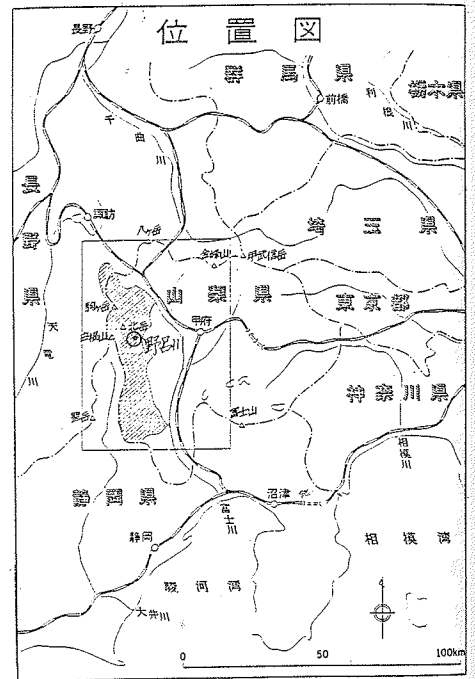 位置図
長野
群馬県
前橋
利根川
栃木県
千曲川
長野県
諏訪
八ヶ岳
金峰山
甲武信岳
埼玉県
山梨県
東京都
駒ヶ岳
北岳
甲府
野呂川
天竜川
富士山
神奈川県
相模川
静岡県
沼津
富士川
静岡
相模湾
駿河湾
大井川
0 50 100km